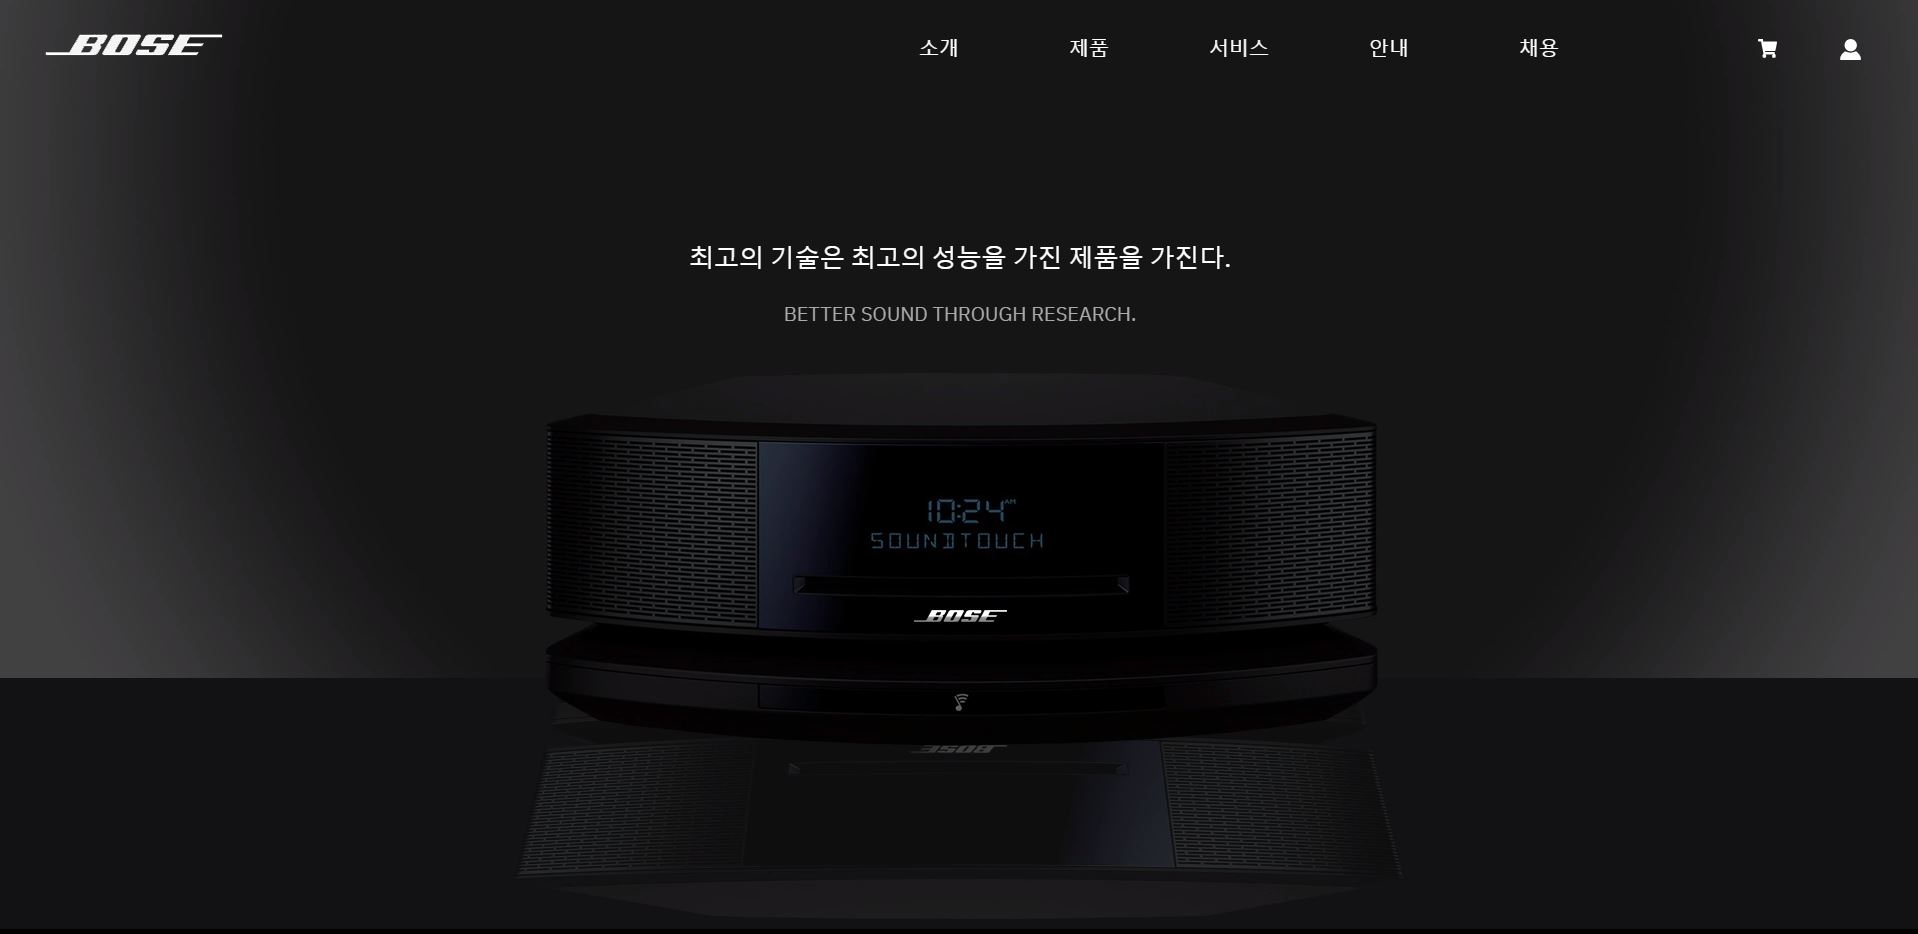 BOSE
소개 제품 서비스 안내 채용
최고의 기술은 최고의 성능을 가진 제품을 가진다.
BETTER SOUND THROUGH RESEARCH.
10:24 AM
SOUNDTOUCH
BOSE
BOSE